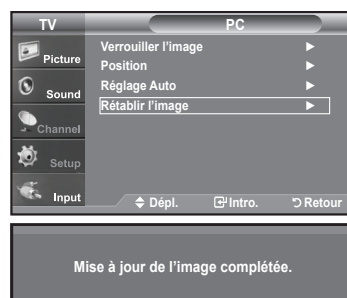 TV
PC
Picture
Sound
Channel
Setup
Input
Verrouiller l'image
Position
Réglage Auto
Rétablir l'image
Dépl.
Intro.
Retour
Mise à jour de l'image complétée.